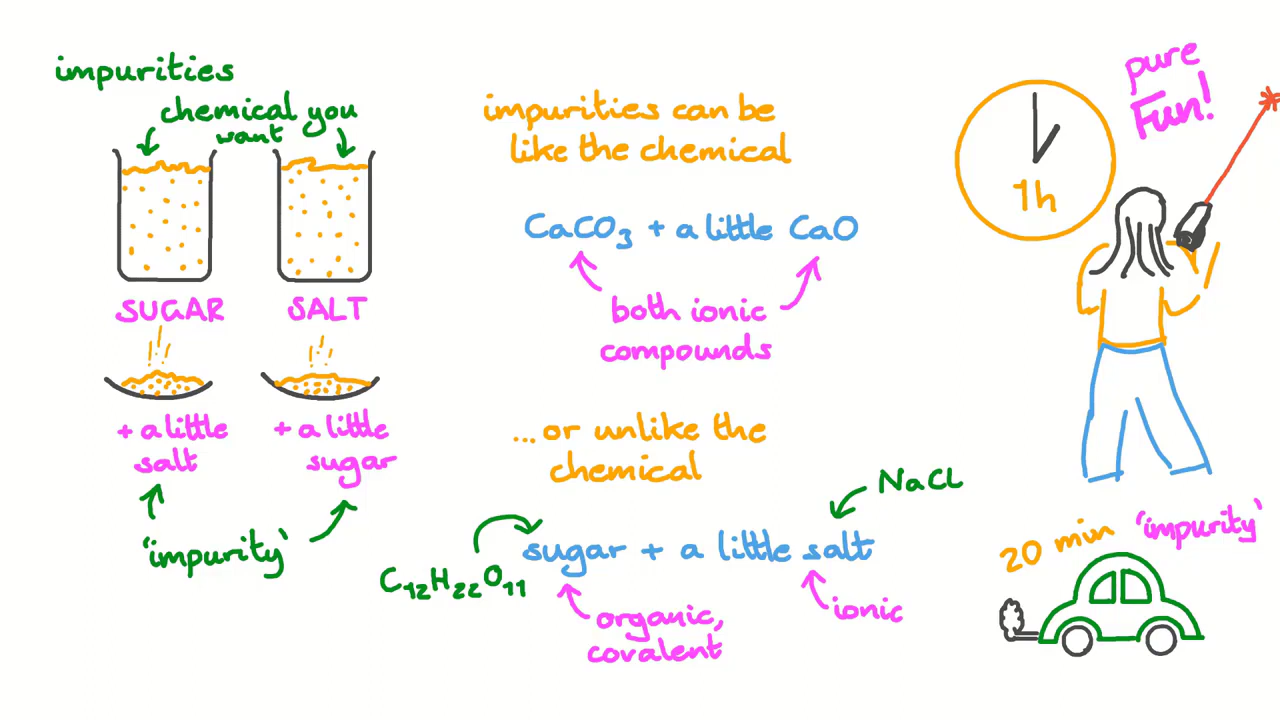 impurities
chemical you
want
SUGAR
SALT
+ a little
salt
+ a little
sugar
'impurity'
impurities can be
like the chemical
CaCO₃ + a little CaO
both ionic
compounds
...or unlike the
chemical
NaCl
sugar + a little salt
C₁₂H₂₂O₁₁
organic,
covalent
ionic
1h
pure
Fun!
20 min 'impurity'